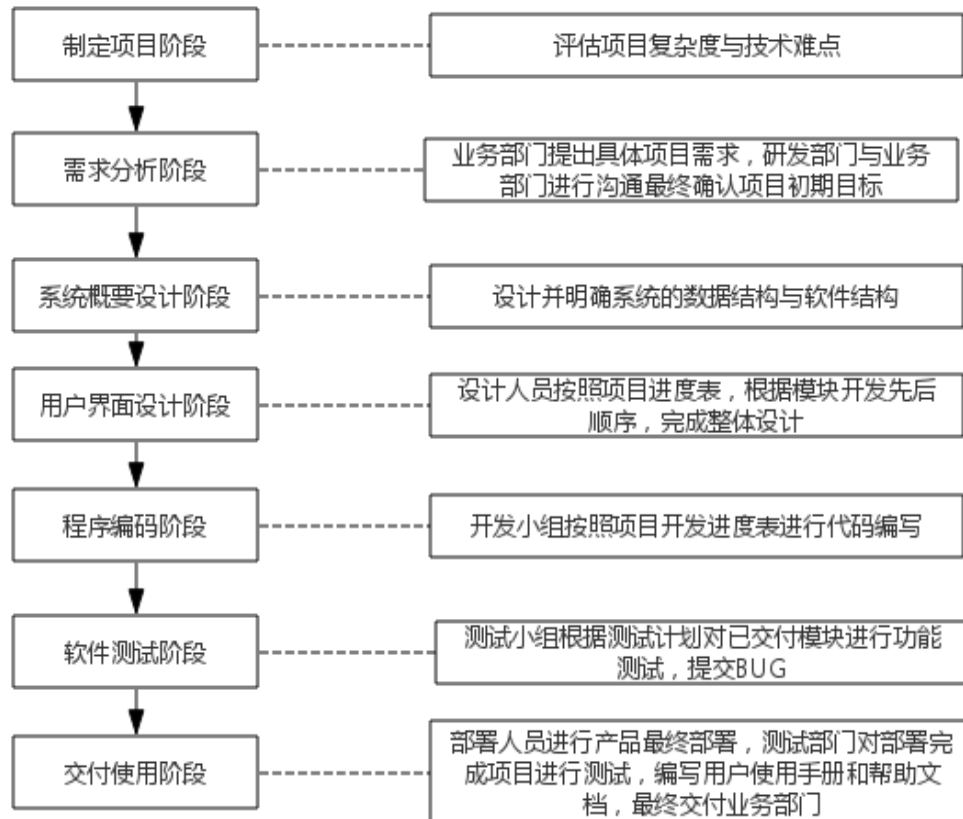 制定项目阶段
评估项目复杂度与技术难点
需求分析阶段
业务部门提出具体项目需求，研发部门与业务
部门进行沟通最终确认项目初期目标
系统概要设计阶段
设计并明确系统的数据结构与软件结构
用户界面设计阶段
设计人员按照项目进度表，根据模块开发先后
顺序，完成整体设计
程序编码阶段
开发小组按照项目开发进度表进行代码编写
软件测试阶段
测试小组根据测试计划对已交付模块进行功能
测试，提交BUG
交付使用阶段
部署人员进行产品最终部署，测试部门对部署完
成项目进行测试，编写用户使用手册和帮助文
档，最终交付业务部门